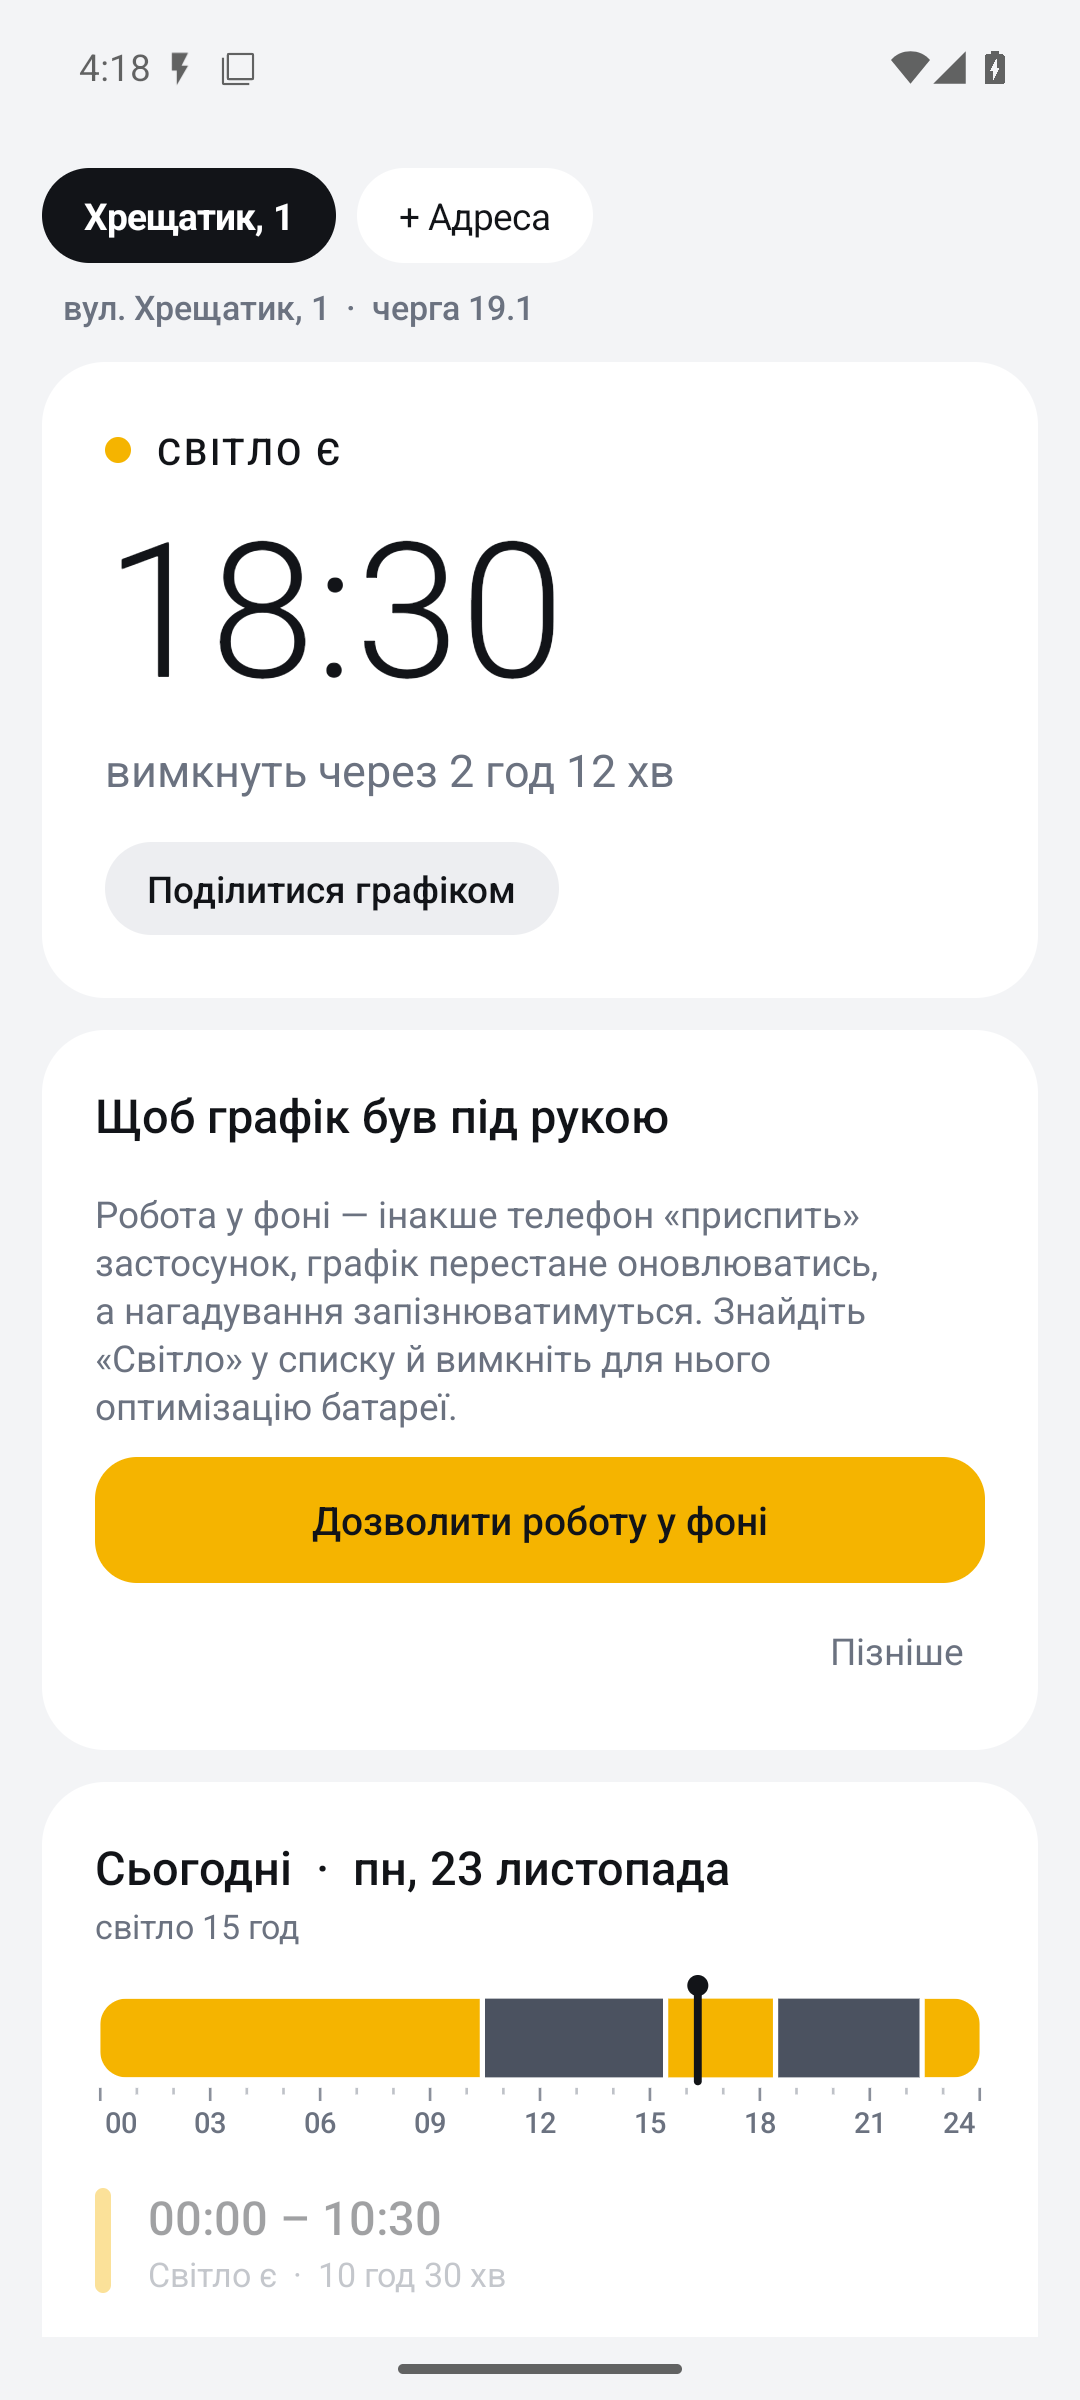 4:18
Хрещатик, 1
+ Адреса
вул. Хрещатик, 1 · черга 19.1
СВІТЛО Є
18:30
вимкнуть через 2 год 12 хв
Поділитися графіком
Щоб графік був під рукою
Робота у фоні — інакше телефон «приспить»
застосунок, графік перестане оновлюватись,
а нагадування запізнюватимуться. Знайдіть
«Світло» у списку й вимкніть для нього
оптимізацію батареї.
Дозволити роботу у фоні
Пізніше
Сьогодні · пн, 23 листопада
світло 15 год
00 03 06 09 12 15 18 21 24
00:00 – 10:30
Світло є · 10 год 30 хв